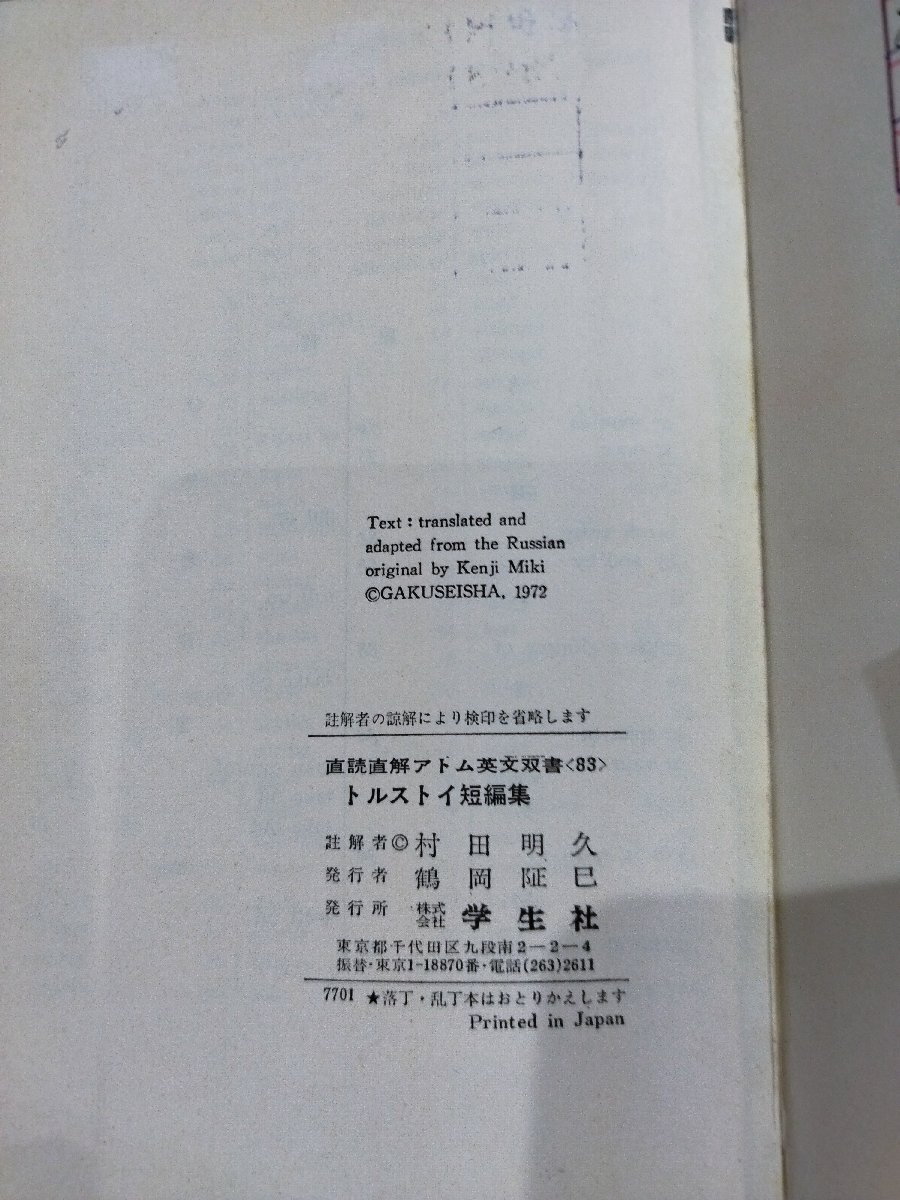 Text : translated and
adapted from the Russian
original by Kenji Miki
©GAKUSEISHA, 1972
註解者の諒解により検印を省略します
直読直解アトム英文双書<83>
トルストイ短編集
註解者 © 村田明久
発行者 鶴岡阷巳
発行所 株式会社 学生社
東京都千代田区九段南2-2-4
振替・東京1-18870番・電話(263)2611
7701 ★落丁・乱丁本はおとりかえします
Printed in Japan